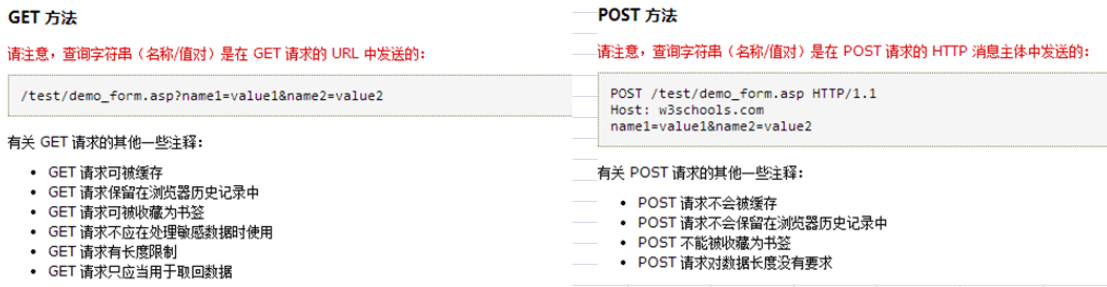 GET 方法
请注意，查询字符串（名称/值对）是在 GET 请求的 URL 中发送的：
/test/demo_form.asp?name1=value1&name2=value2
有关 GET 请求的其他一些注释：
• GET 请求可被缓存
• GET 请求保留在浏览器历史记录中
• GET 请求可被收藏为书签
• GET 请求不应在处理敏感数据时使用
• GET 请求有长度限制
• GET 请求只应当用于取回数据
POST 方法
请注意，查询字符串（名称/值对）是在 POST 请求的 HTTP 消息主体中发送的：
POST /test/demo_form.asp HTTP/1.1
Host: w3schools.com
name1=value1&name2=value2
有关 POST 请求的其他一些注释：
• POST 请求不会被缓存
• POST 请求不会保留在浏览器历史记录中
• POST 不能被收藏为书签
• POST 请求对数据长度没有要求